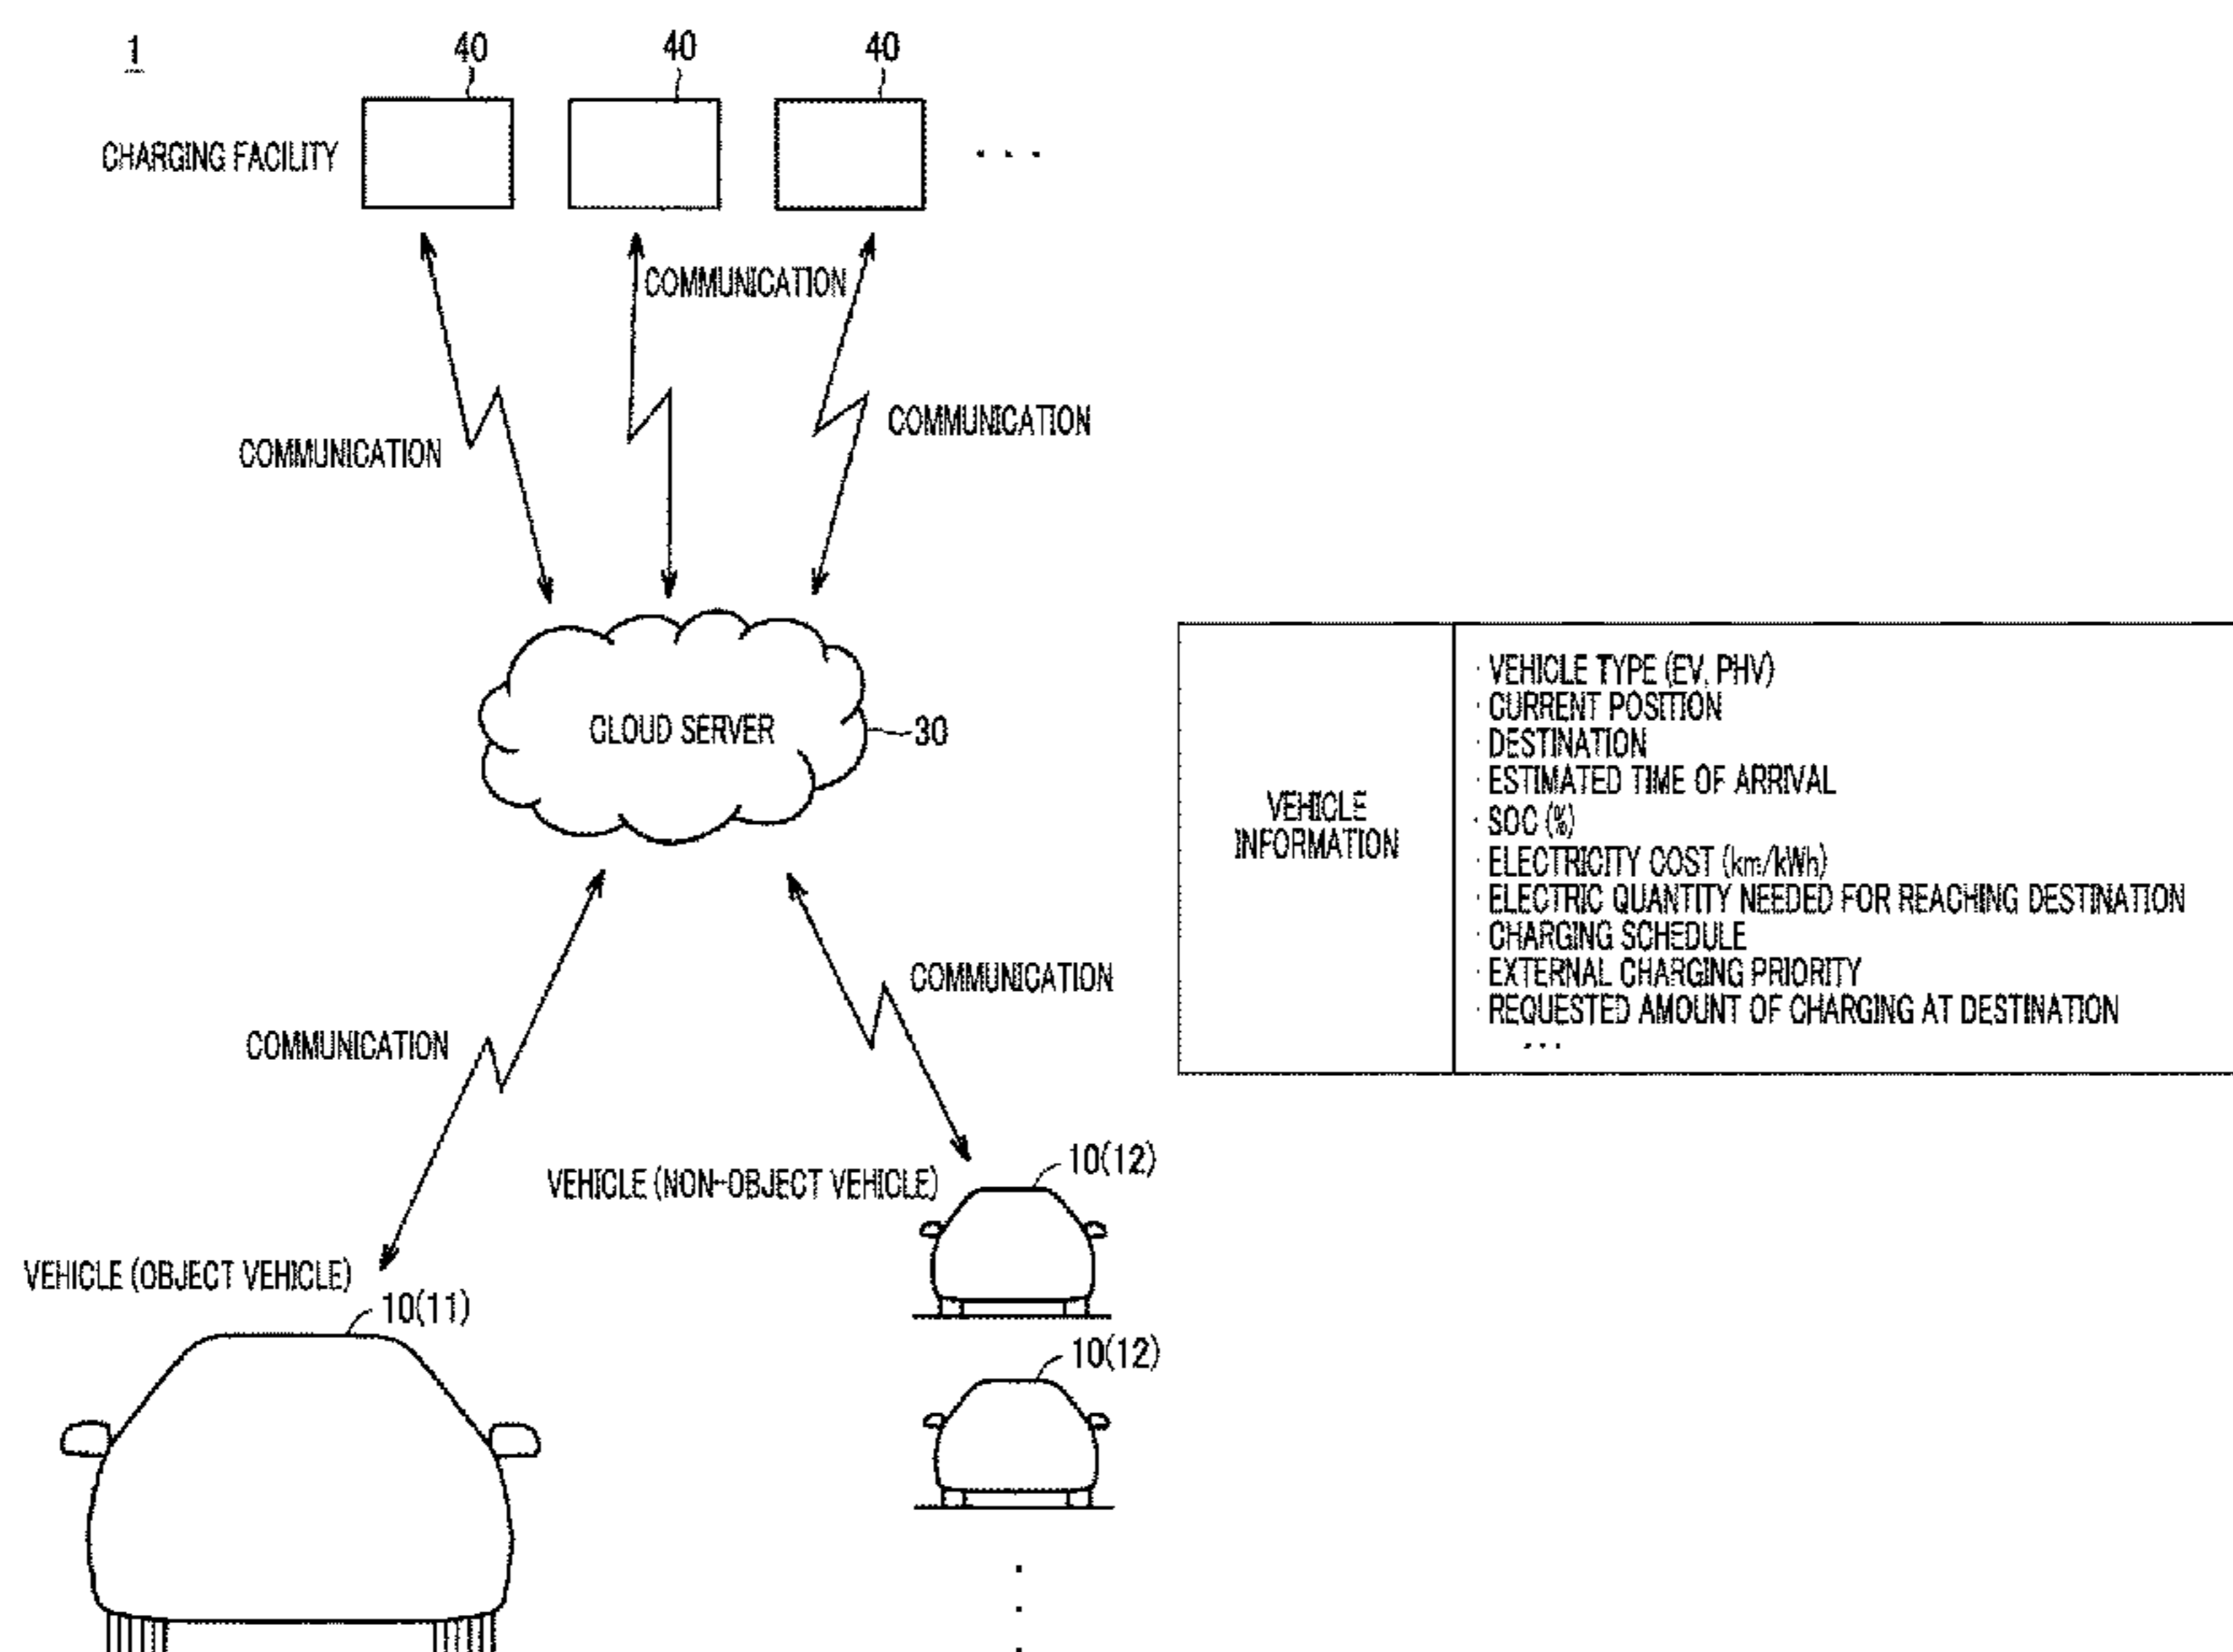 1
40 40 40
CHARGING FACILITY
. . .
COMMUNICATION
COMMUNICATION
COMMUNICATION
CLOUD SERVER
30
VEHICLE
INFORMATION
· VEHICLE TYPE (EV, PHV)
· CURRENT POSITION
· DESTINATION
· ESTIMATED TIME OF ARRIVAL
· SOC (%)
· ELECTRICITY COST (km/kWh)
· ELECTRIC QUANTITY NEEDED FOR REACHING DESTINATION
· CHARGING SCHEDULE
· EXTERNAL CHARGING PRIORITY
· REQUESTED AMOUNT OF CHARGING AT DESTINATION
. . .
COMMUNICATION
COMMUNICATION
VEHICLE (NON-OBJECT VEHICLE)
10(12)
VEHICLE (OBJECT VEHICLE)
10(11)
10(12)